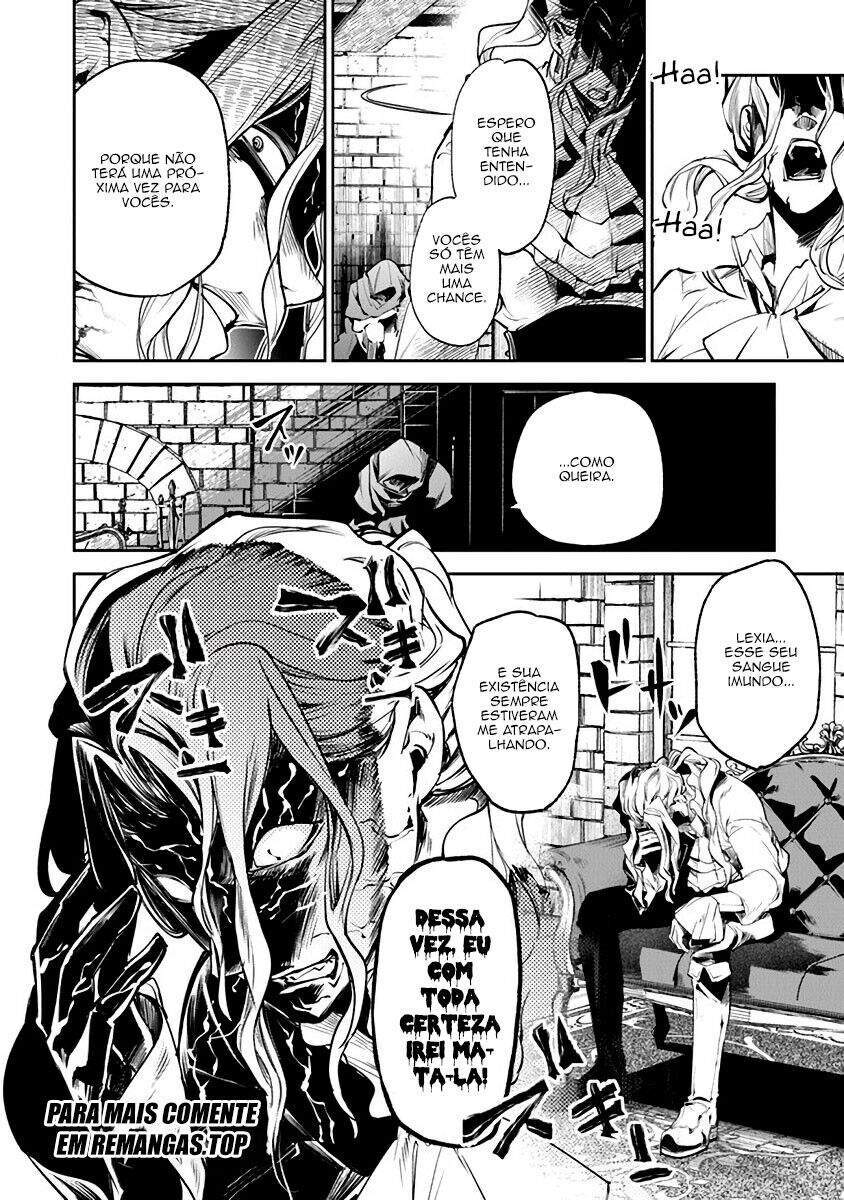 Haa!
Haa!
ESPERO
QUE
TENHA
ENTEN-
DIDO...
VOCÊS
SÓ TÊM
MAIS
UMA
CHANCE.
PORQUE NÃO
TERÁ UMA PRÓ-
XIMA VEZ PARA
VOCÊS.
...COMO
QUEIRA.
LEXIA...
ESSE SEU
SANGUE
IMUNDO...
E SUA
EXISTÊNCIA
SEMPRE
ESTIVERAM
ME ATRAPA-
LHANDO.
DESSA
VEZ, EU
COM
TODA
CERTEZA
IREI MA-
TA-LA!
PARA MAIS COMENTE
EM REMANGAS.TOP